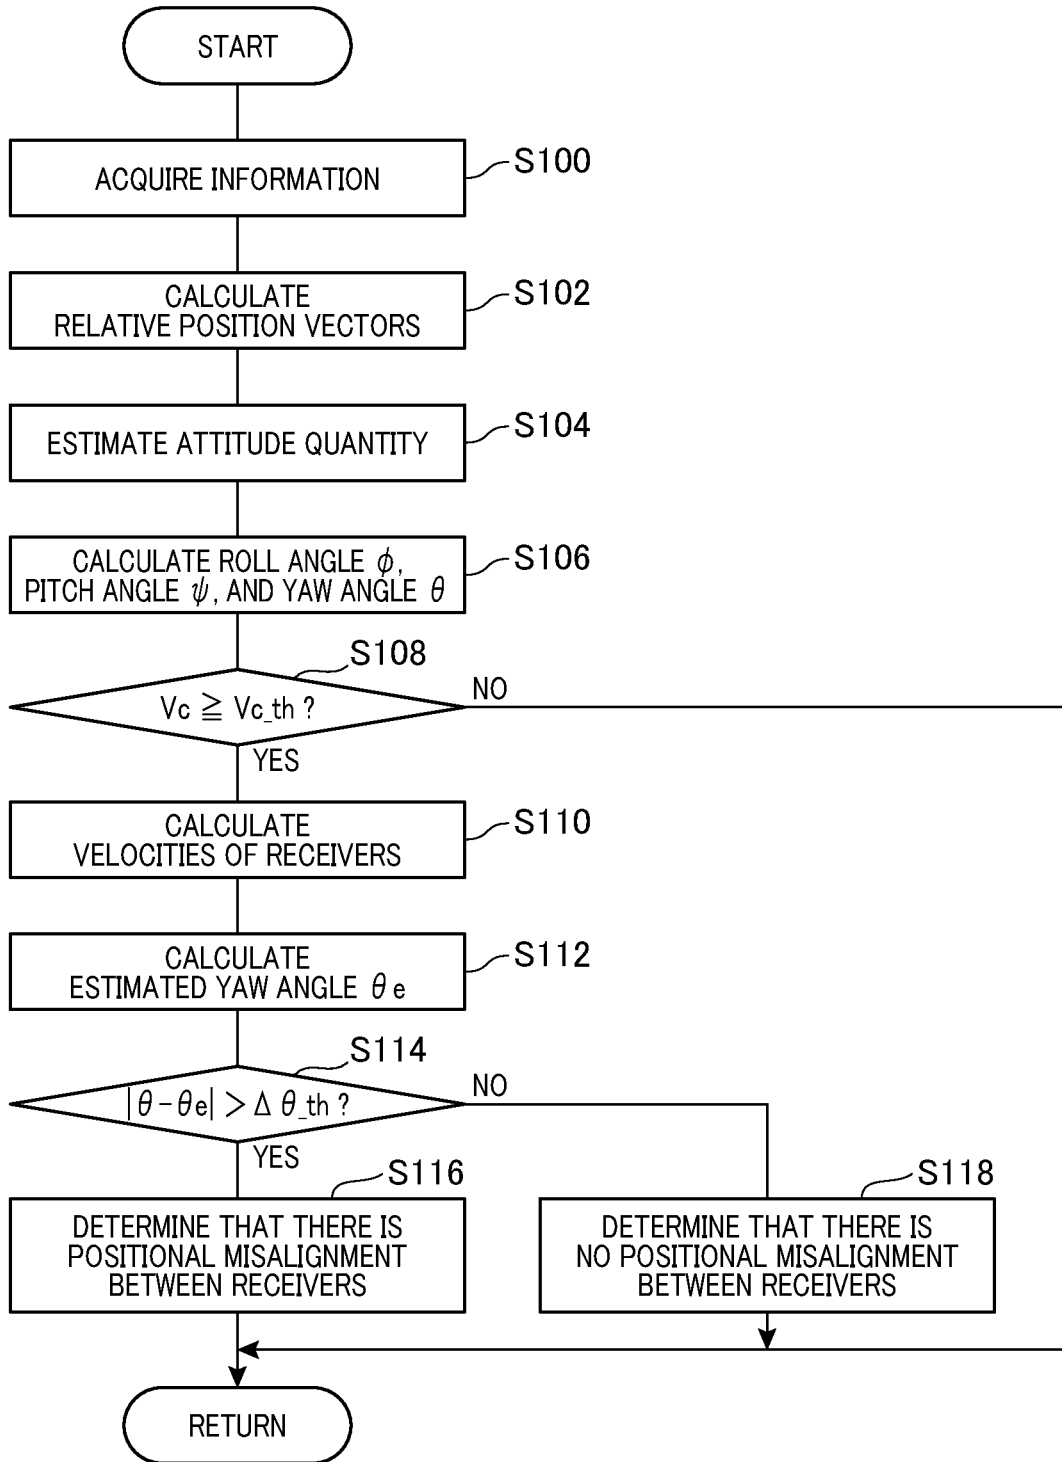 START
ACQUIRE INFORMATION
S100
CALCULATE
RELATIVE POSITION VECTORS
S102
ESTIMATE ATTITUDE QUANTITY
S104
CALCULATE ROLL ANGLE ϕ,
PITCH ANGLE ψ, AND YAW ANGLE θ
S106
S108
Vc ≧ Vc_th ?
NO
YES
CALCULATE
VELOCITIES OF RECEIVERS
S110
CALCULATE
ESTIMATED YAW ANGLE θe
S112
S114
|θ-θe| > Δθ_th ?
NO
YES
S116
DETERMINE THAT THERE IS
POSITIONAL MISALIGNMENT
BETWEEN RECEIVERS
S118
DETERMINE THAT THERE IS
NO POSITIONAL MISALIGNMENT
BETWEEN RECEIVERS
RETURN